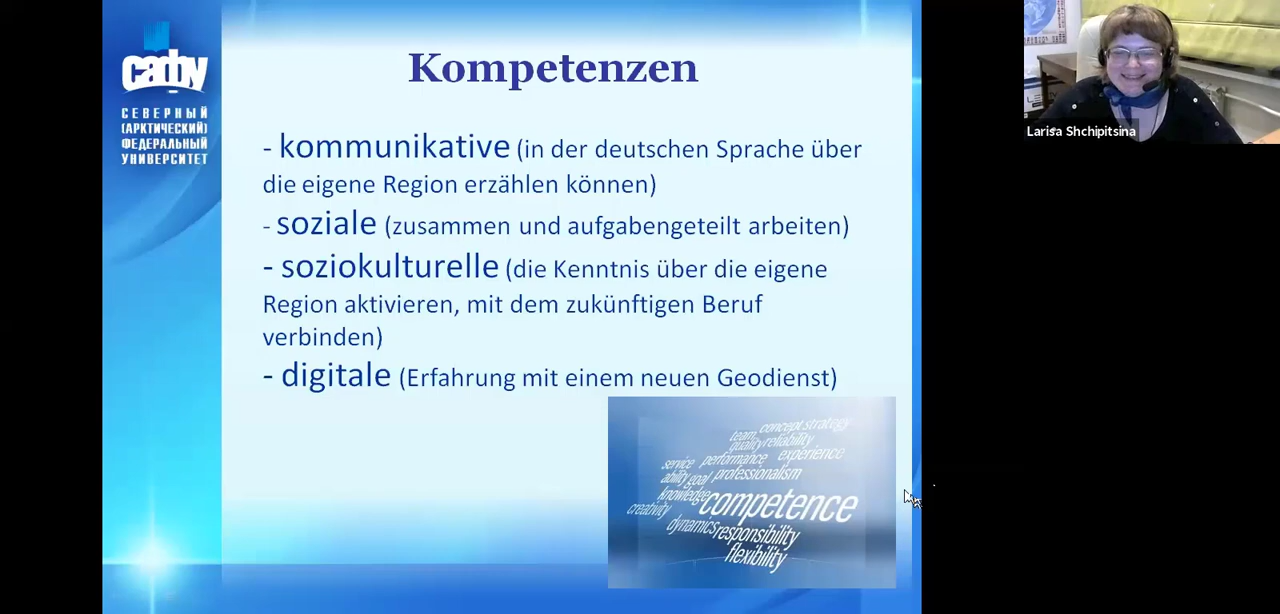 сафу
СЕВЕРНЫЙ
(АРКТИЧЕСКИЙ)
ФЕДЕРАЛЬНЫЙ
УНИВЕРСИТЕТ
Kompetenzen
- kommunikative (in der deutschen Sprache über
die eigene Region erzählen können)
- soziale (zusammen und aufgabengeteilt arbeiten)
- soziokulturelle (die Kenntnis über die eigene
Region aktivieren, mit dem zukünftigen Beruf
verbinden)
- digitale (Erfahrung mit einem neuen Geodienst)
concept strategy
team
quality reliability
service performance experience
ability goal professionalism
knowledge competence
creativity
dynamics responsibility
flexibility
Larisa Shchipitsina